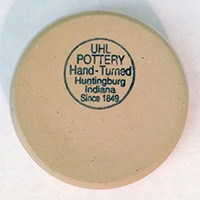 UHL
POTTERY
Hand-Turned
Huntingburg
Indiana
Since 1849